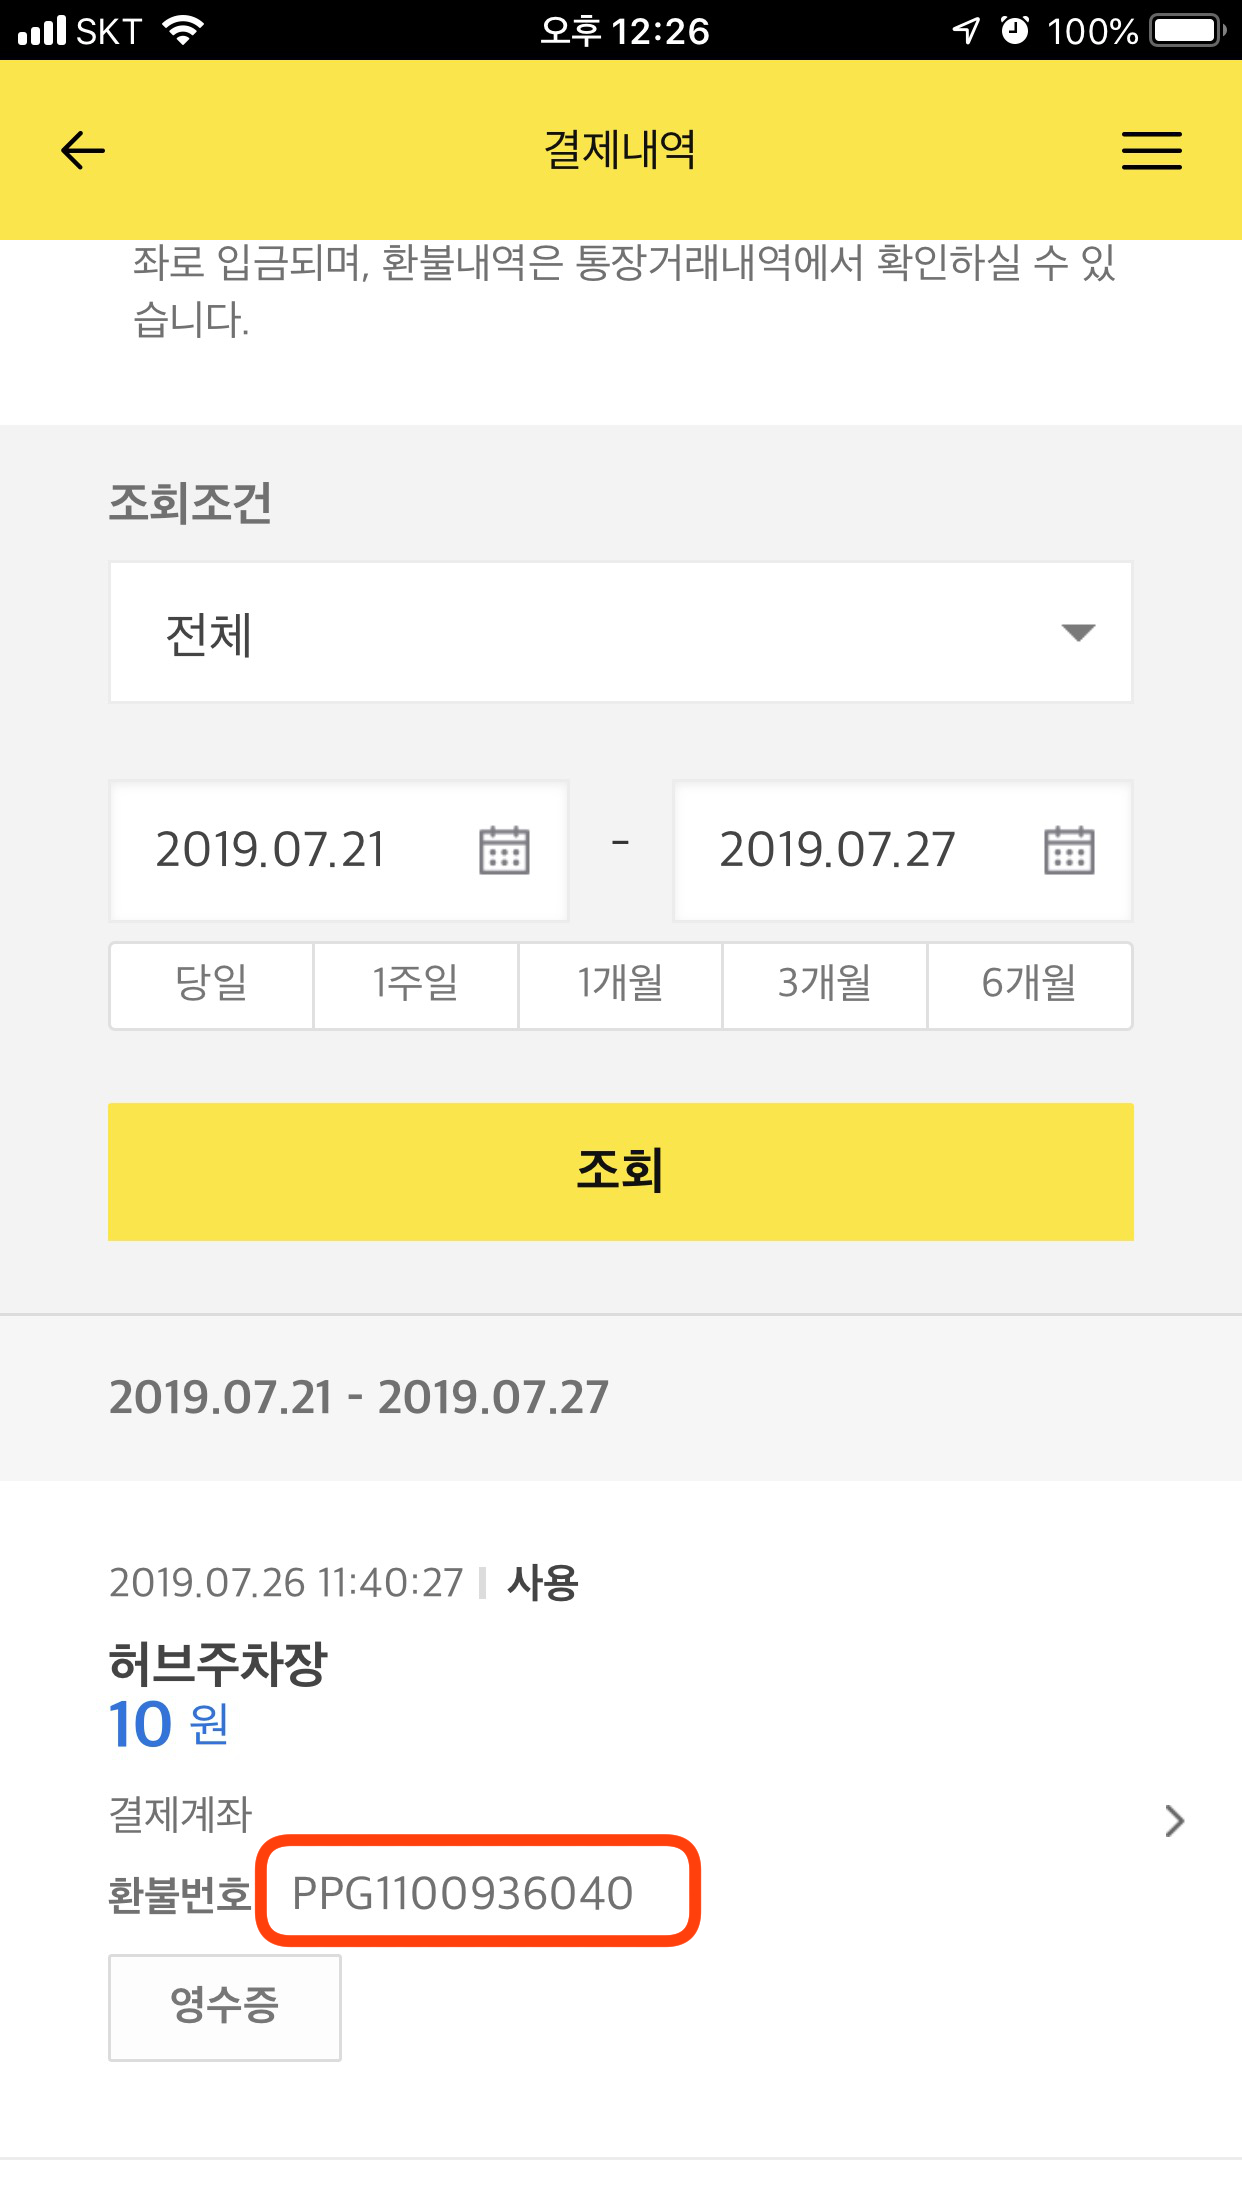 SKT 오후 12:26 100%
결제내역
좌로 입금되며, 환불내역은 통장거래내역에서 확인하실 수 있
습니다.
조회조건
전체
2019.07.21 - 2019.07.27
당일 1주일 1개월 3개월 6개월
조회
2019.07.21 - 2019.07.27
2019.07.26 11:40:27 사용
허브주차장
10 원
결제계좌
환불번호 PPG1100936040
영수증